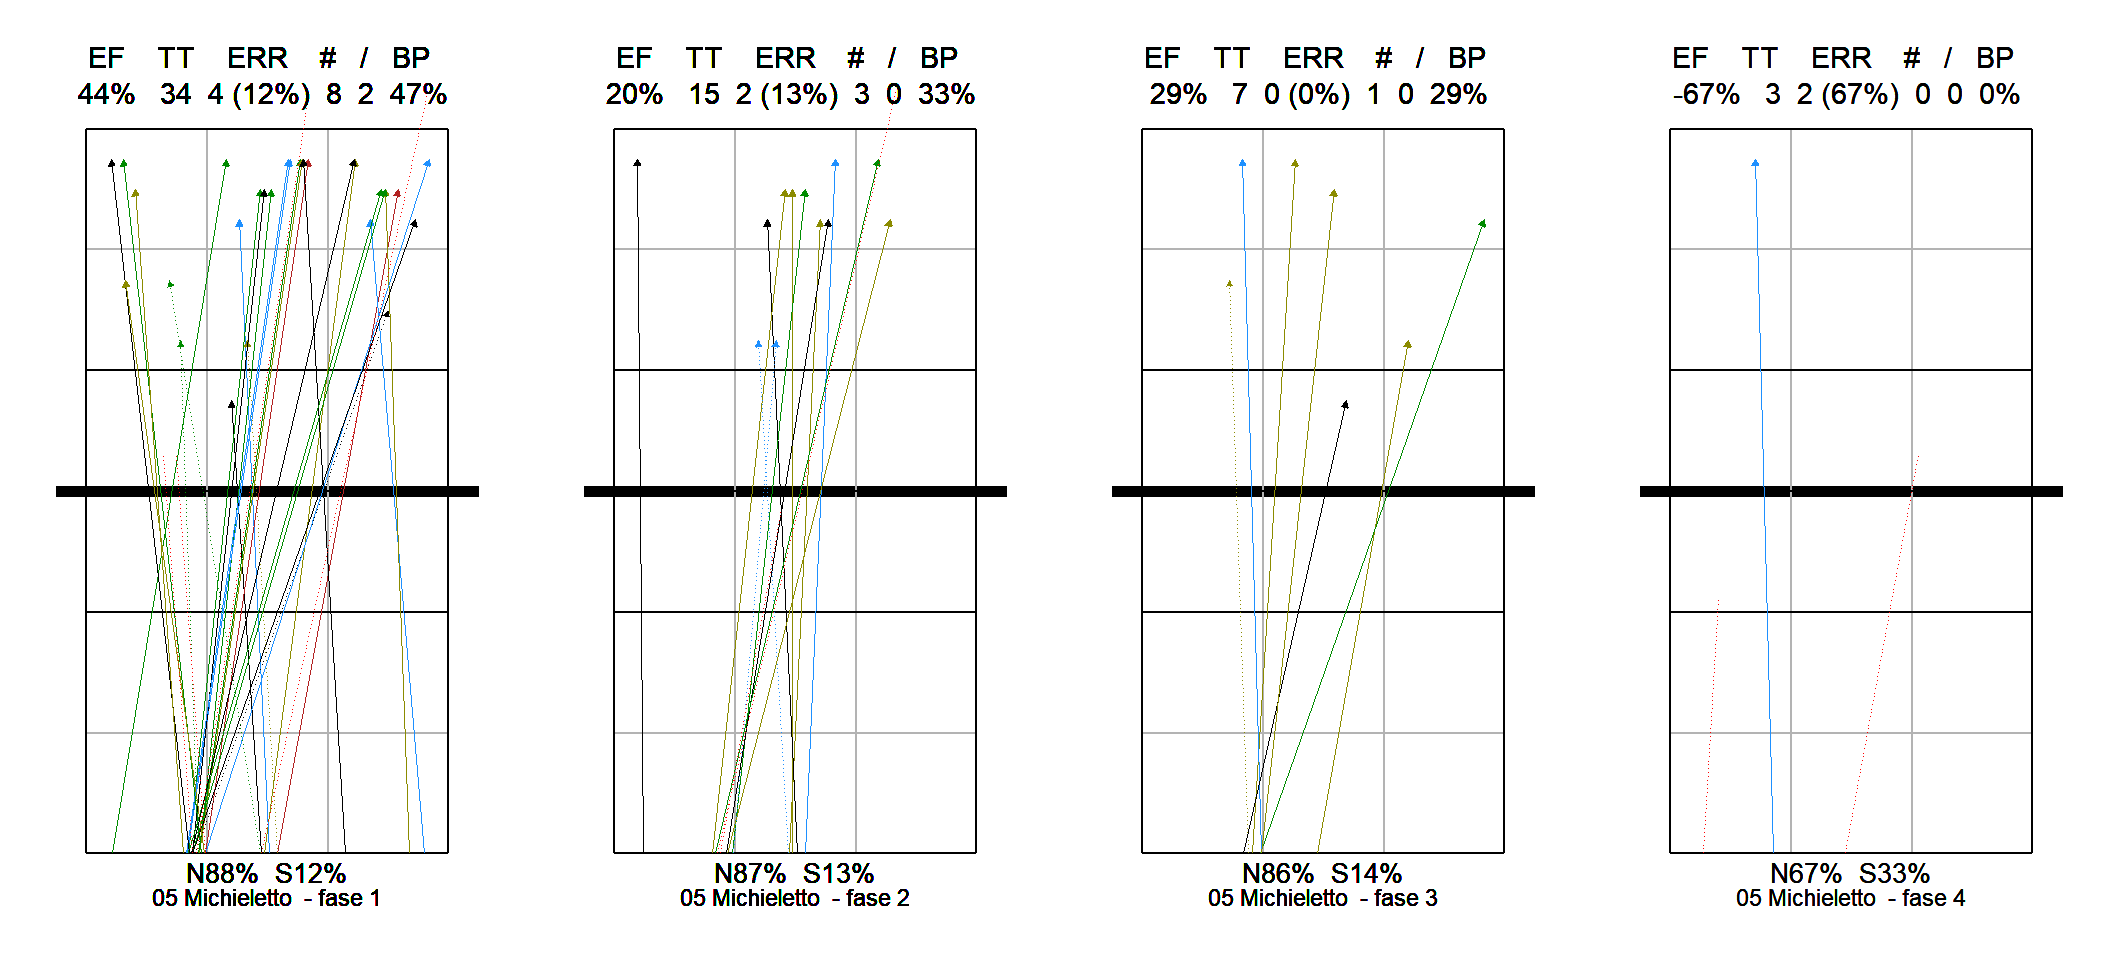 EF TT ERR # / BP
44% 34 4 (12%) 8 2 47%
N88% S12%
05 Michieletto - fase 1
EF TT ERR # / BP
20% 15 2 (13%) 3 0 33%
N87% S13%
05 Michieletto - fase 2
EF TT ERR # / BP
29% 7 0 (0%) 1 0 29%
N86% S14%
05 Michieletto - fase 3
EF TT ERR # / BP
-67% 3 2 (67%) 0 0 0%
N67% S33%
05 Michieletto - fase 4